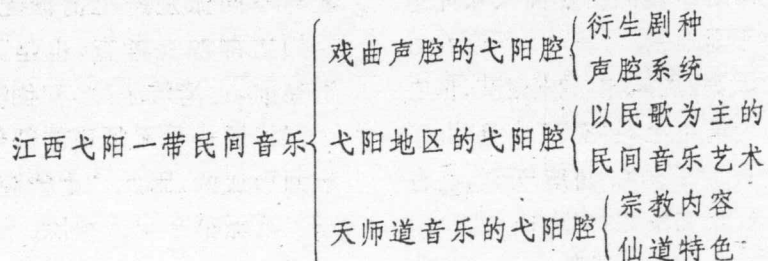 衍生剧种
戏曲声腔的弋阳腔
声腔系统
以民歌为主的
江西弋阳一带民间音乐 弋阳地区的弋阳腔
民间音乐艺术
宗教内容
天师道音乐的弋阳腔
仙道特色